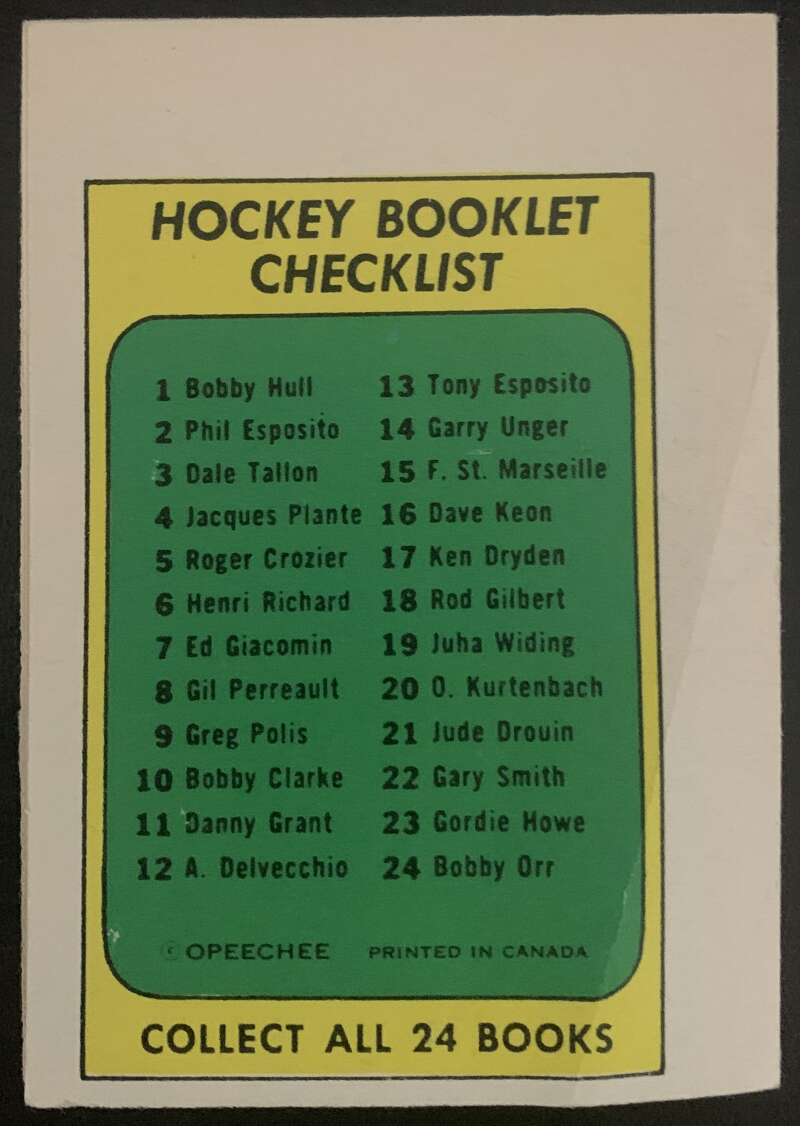 HOCKEY BOOKLET
CHECKLIST
1 Bobby Hull
2 Phil Esposito
3 Dale Tallon
4 Jacques Plante
5 Roger Crozier
6 Henri Richard
7 Ed Giacomin
8 Gil Perreault
9 Greg Polis
10 Bobby Clarke
11 Danny Grant
12 A. Delvecchio
13 Tony Esposito
14 Garry Unger
15 F. St. Marseille
16 Dave Keon
17 Ken Dryden
18 Rod Gilbert
19 Juha Widing
20 O. Kurtenbach
21 Jude Drouin
22 Gary Smith
23 Gordie Howe
24 Bobby Orr
© OPEECHEE PRINTED IN CANADA
COLLECT ALL 24 BOOKS